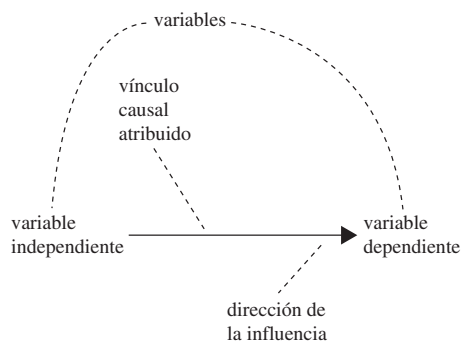 variables
vínculo
causal
atribuido
variable
independiente
variable
dependiente
dirección de
la influencia